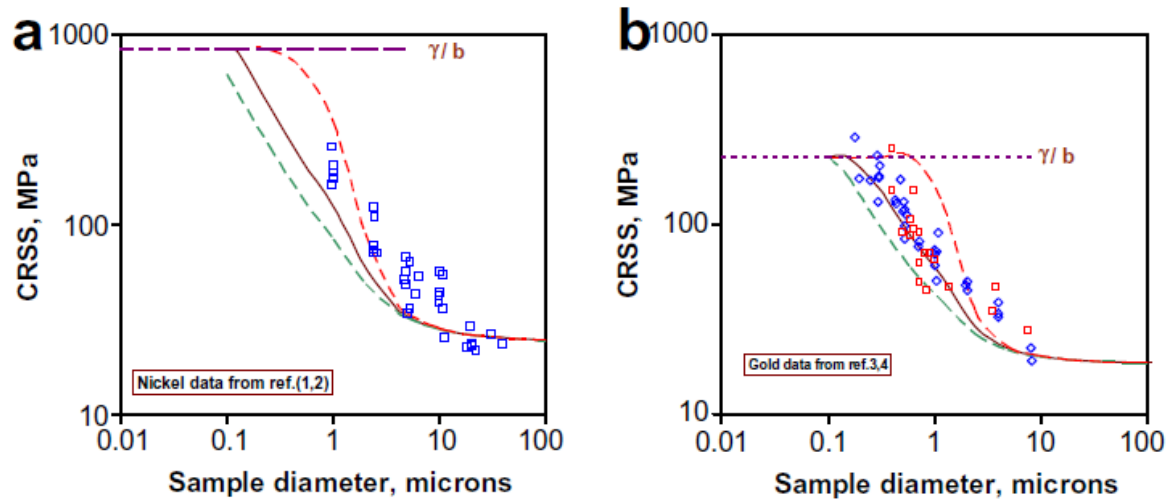 a
1000
100
10
0.01 0.1 1 10 100
CRSS, MPa
Sample diameter, microns
γ/ b
Nickel data from ref.(1,2)
b
1000
100
10
0.01 0.1 1 10 100
CRSS, MPa
Sample diameter, microns
γ/ b
Gold data from ref.3,4